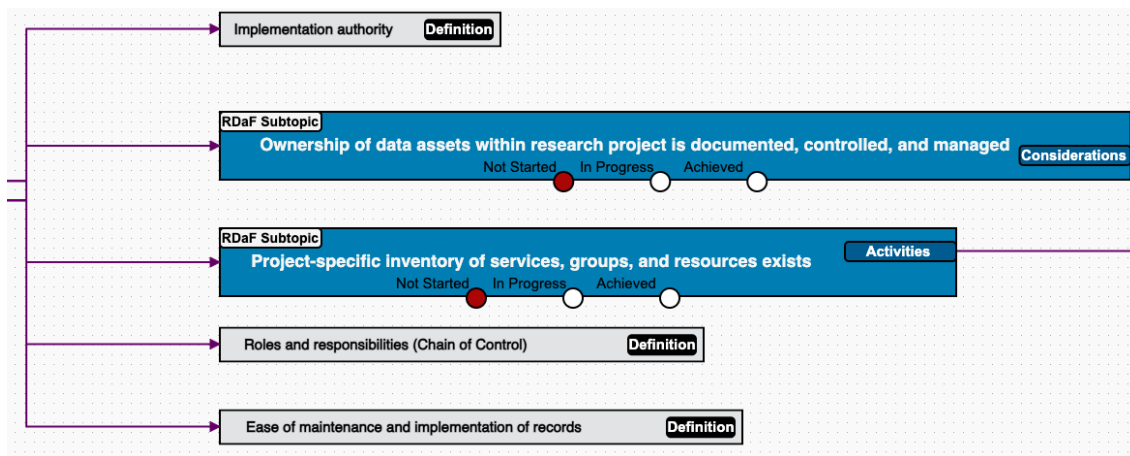 Implementation authority Definition
RDaF Subtopic
Ownership of data assets within research project is documented, controlled, and managed
Considerations
Not Started In Progress Achieved
RDaF Subtopic
Activities
Project-specific inventory of services, groups, and resources exists
Not Started In Progress Achieved
Roles and responsibilities (Chain of Control) Definition
Ease of maintenance and implementation of records Definition